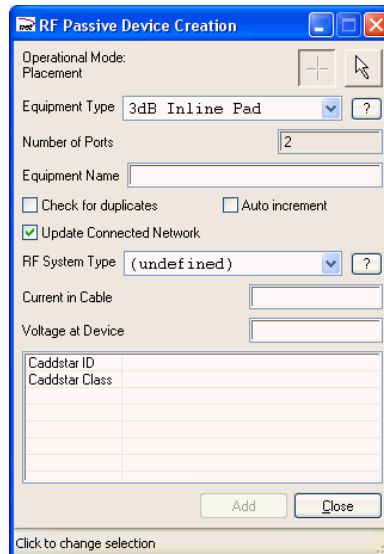 RF Passive Device Creation
Operational Mode:
Placement
Equipment Type 3dB Inline Pad ?
Number of Ports 2
Equipment Name
Check for duplicates Auto increment
Update Connected Network
RF System Type (undefined) ?
Current in Cable
Voltage at Device
Caddstar ID
Caddstar Class
Add Close
Click to change selection